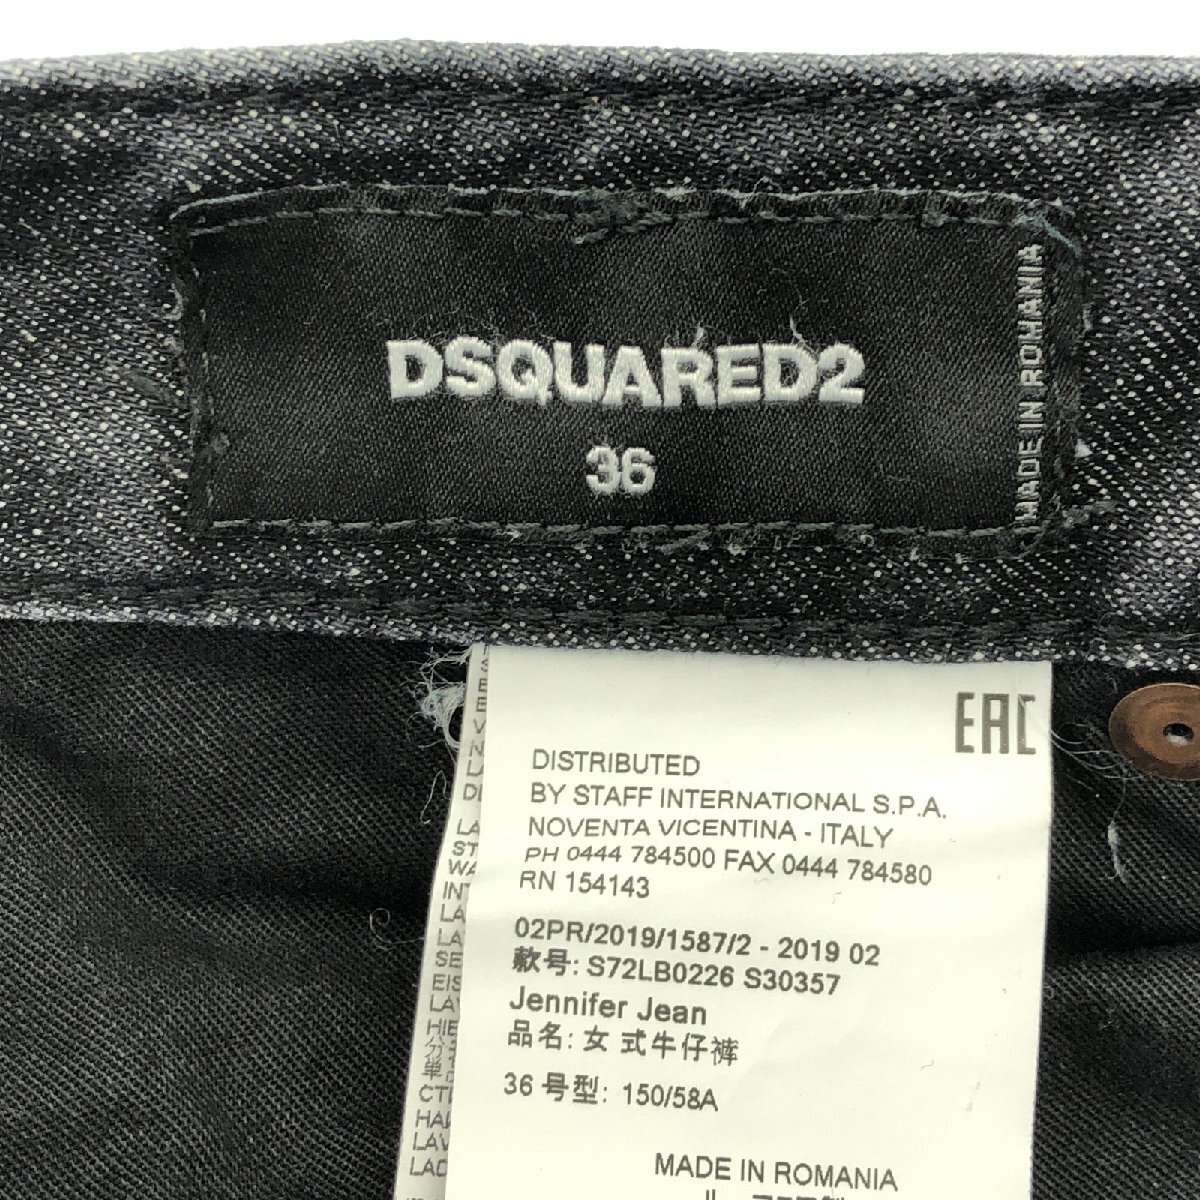 DSQUARED2
36
MADE IN ROMANIA
EAC
DISTRIBUTED
BY STAFF INTERNATIONAL S.P.A.
NOVENTA VICENTINA - ITALY
PH 0444 784500 FAX 0444 784580
RN 154143
02PR/2019/1587/2 - 2019 02
款号: S72LB0226 S30357
Jennifer Jean
品名: 女 式牛仔裤
36 号型: 150/58A
MADE IN ROMANIA